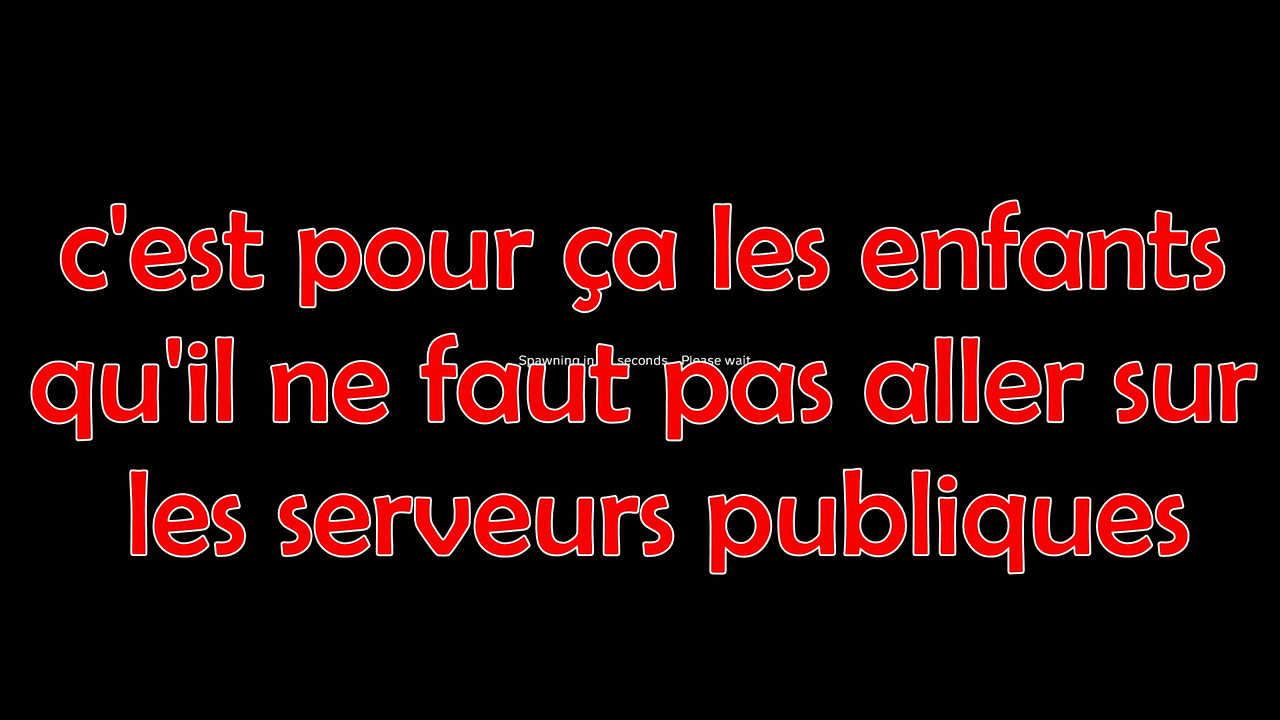 c'est pour ça les enfants
Spawning in seconds... Please wait...
qu'il ne faut pas aller sur
les serveurs publiques